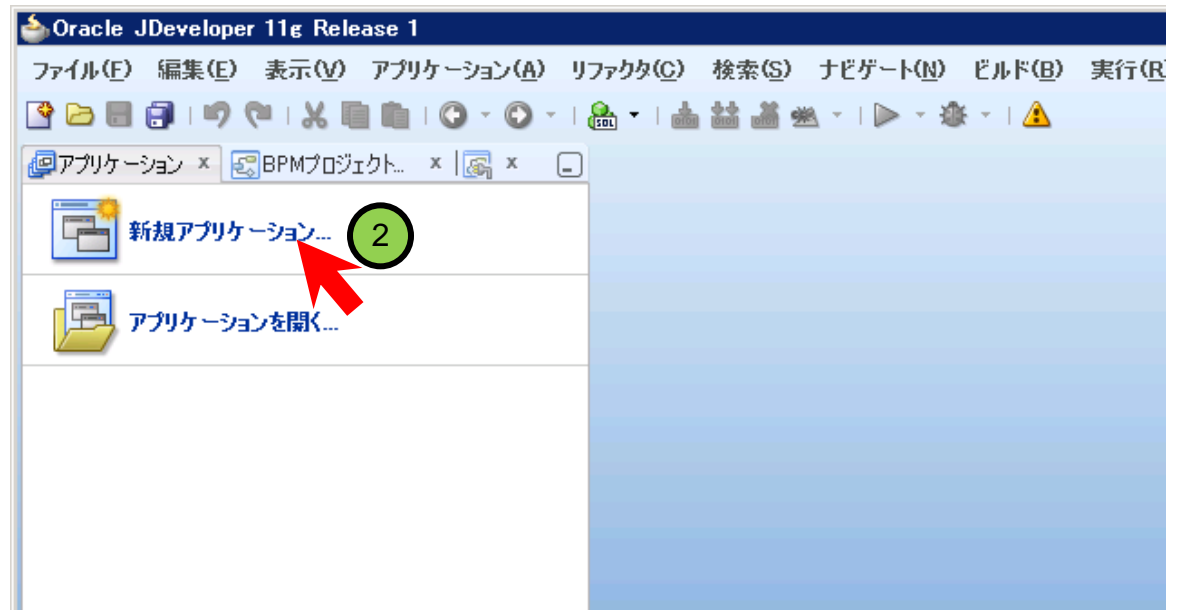 Oracle JDeveloper 11g Release 1
ファイル(F) 編集(E) 表示(V) アプリケーション(A) リファクタ(C) 検索(S) ナビゲート(N) ビルド(B) 実行(R
SQL
アプリケーション x BPMプロジェクト... x x
新規アプリケーション... 2
アプリケーションを開く...